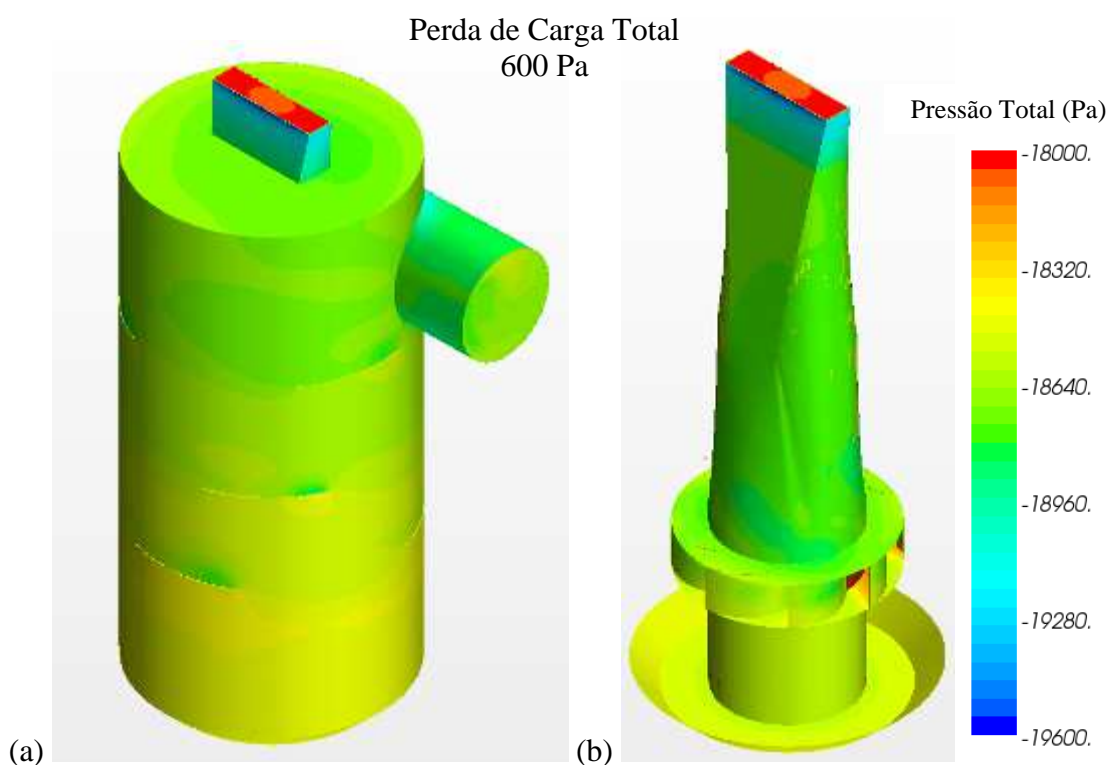 Perda de Carga Total
600 Pa
Pressão Total (Pa)
-18000.
-18320.
-18640.
-18960.
-19280.
-19600.
(a)
(b)